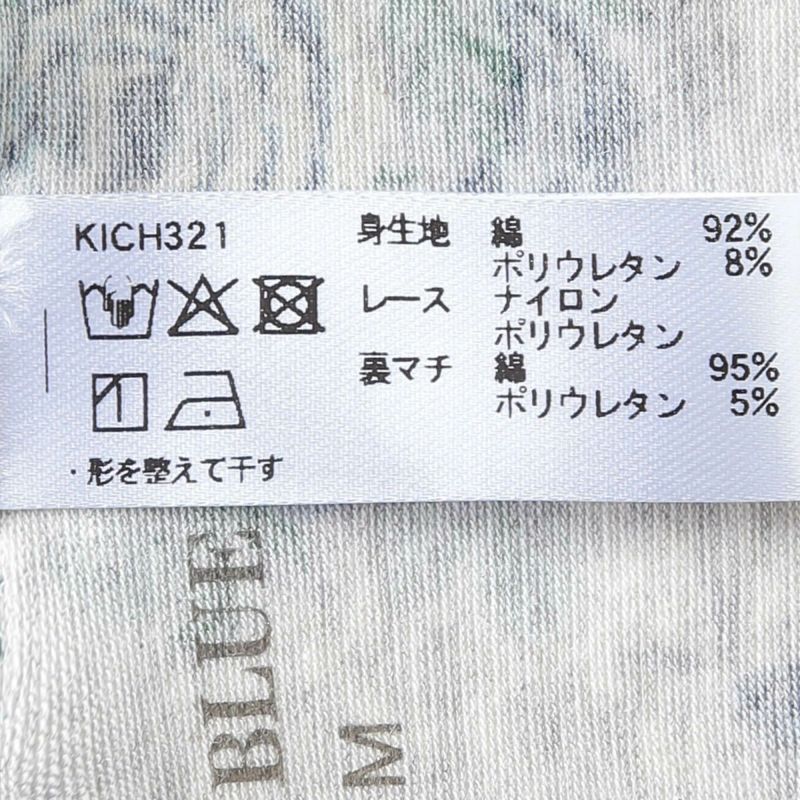 KICH321
身生地 綿 92%
ポリウレタン 8%
レース ナイロン
ポリウレタン
裏マチ 綿 95%
ポリウレタン 5%
・形を整えて干す
BLUE
M